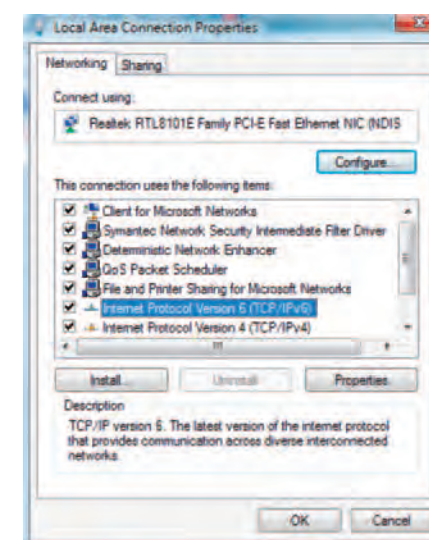 Local Area Connection Properties
Networking Sharing
Connect using:
Realtek RTL8101E Family PCI-E Fast Ethernet NIC (NDIS
Configure...
This connection uses the following items:
Client for Microsoft Networks
Symantec Network Security Intermediate Filter Driver
Deterministic Network Enhancer
QoS Packet Scheduler
File and Printer Sharing for Microsoft Networks
Internet Protocol Version 6 (TCP/IPv6)
Internet Protocol Version 4 (TCP/IPv4)
Install... Uninstall Properties
Description
TCP/IP version 6. The latest version of the internet protocol
that provides communication across diverse interconnected
networks.
OK Cancel